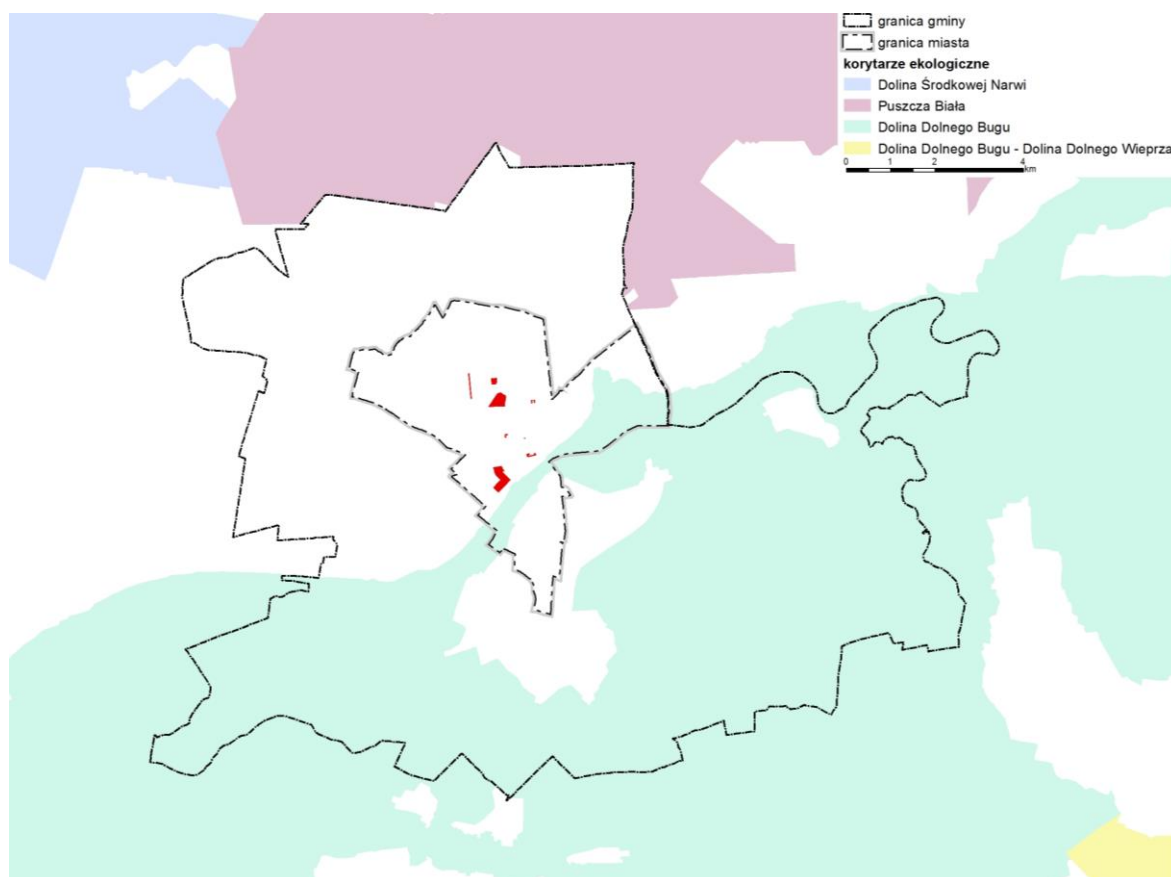 granica gminy
granica miasta
korytarze ekologiczne
Dolina Środkowej Narwi
Puszcza Biała
Dolina Dolnego Bugu
Dolina Dolnego Bugu - Dolina Dolnego Wieprza
0 1 2 4
km